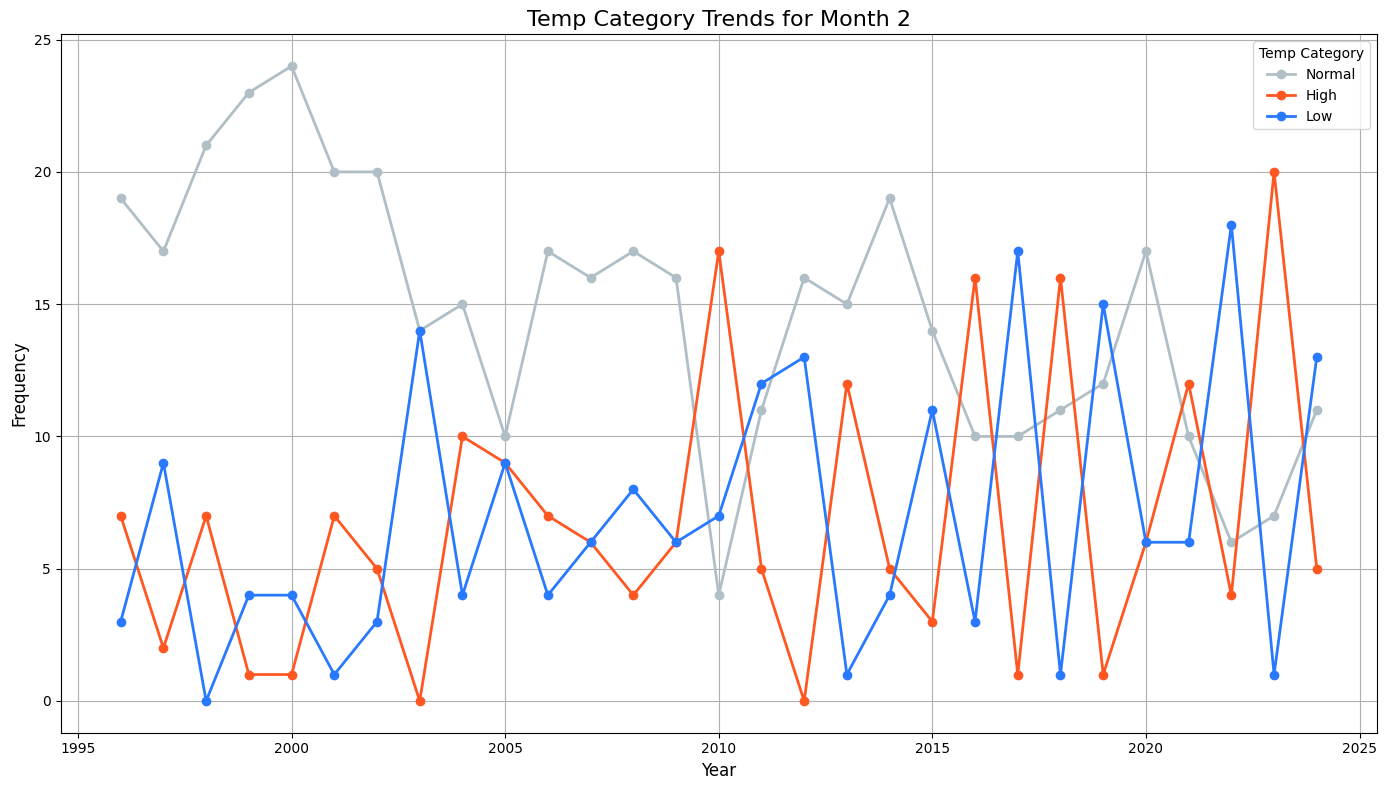 Temp Category Trends for Month 2
Temp Category
Normal
High
Low
Frequency
25
20
15
10
5
0
1995 2000 2005 2010 2015 2020 2025
Year